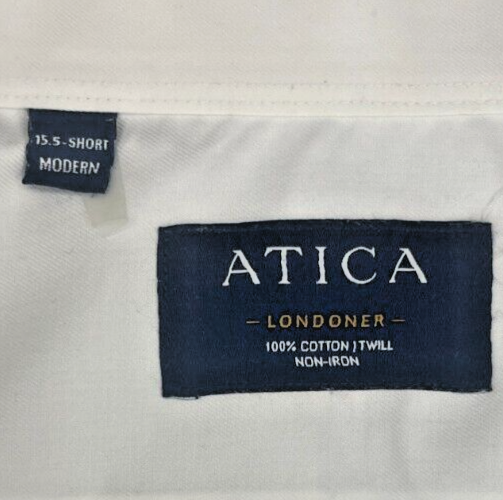 15.5-SHORT
MODERN
ATICA
– LONDONER –
100% COTTON | TWILL
NON-IRON